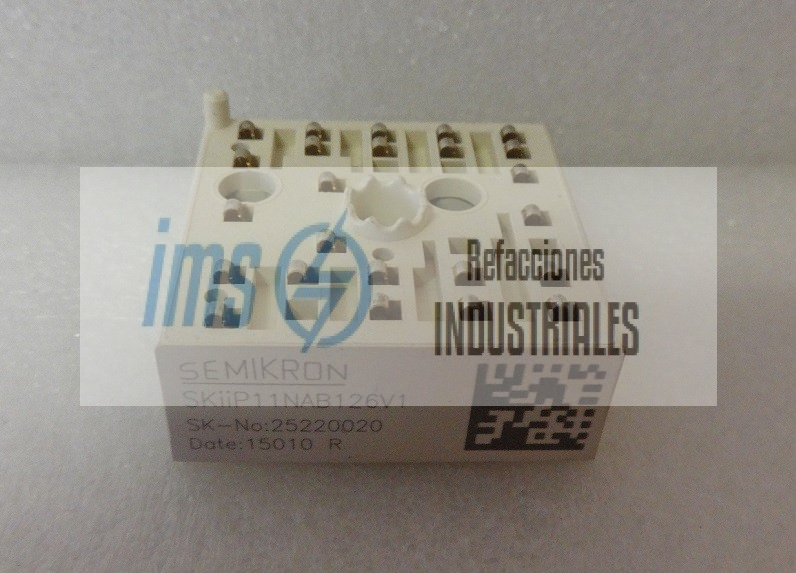 ims
Refacciones
INDUSTRIALES
SEMIKRON
SKiiP11NAB126V1
SK-No:25220020
Date:15010 R